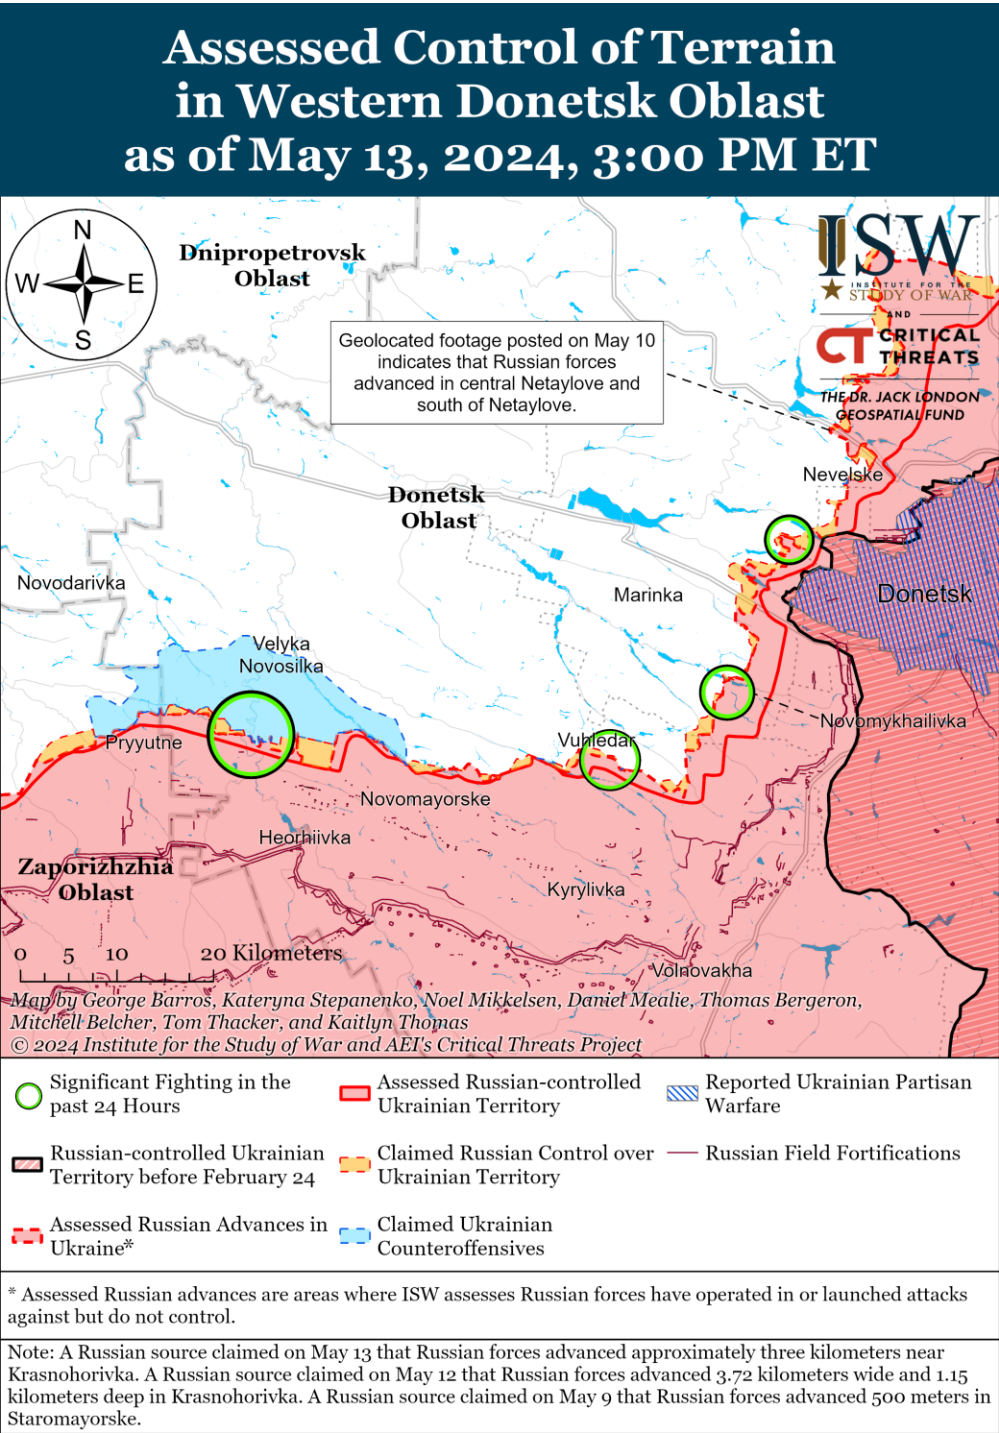 Assessed Control of Terrain
in Western Donetsk Oblast
as of May 13, 2024, 3:00 PM ET
N
W
E
S
Dnipropetrovsk
Oblast
ISW
INSTITUTE FOR THE
STUDY OF WAR
AND
CT CRITICAL
THREATS
THE DR. JACK LONDON
GEOSPATIAL FUND
Geolocated footage posted on May 10
indicates that Russian forces
advanced in central Netaylove and
south of Netaylove.
Nevelske
Donetsk
Oblast
Novodarivka
Marinka
Donetsk
Velyka
Novosilka
Novomykhailivka
Pryyutne
Vuhledar
Novomayorske
Heorhiivka
Zaporizhzhia
Oblast
Kyrylivka
Volnovakha
0 5 10 20 Kilometers
Map by George Barros, Kateryna Stepanenko, Noel Mikkelsen, Daniel Mealie, Thomas Bergeron,
Mitchell Belcher, Tom Thacker, and Kaitlyn Thomas
© 2024 Institute for the Study of War and AEI's Critical Threats Project
Significant Fighting in the
past 24 Hours
Assessed Russian-controlled
Ukrainian Territory
Reported Ukrainian Partisan
Warfare
Russian-controlled Ukrainian
Territory before February 24
Claimed Russian Control over
Ukrainian Territory
Russian Field Fortifications
Assessed Russian Advances in
Ukraine*
Claimed Ukrainian
Counteroffensives
* Assessed Russian advances are areas where ISW assesses Russian forces have operated in or launched attacks
against but do not control.
Note: A Russian source claimed on May 13 that Russian forces advanced approximately three kilometers near
Krasnohorivka. A Russian source claimed on May 12 that Russian forces advanced 3.72 kilometers wide and 1.15
kilometers deep in Krasnohorivka. A Russian source claimed on May 9 that Russian forces advanced 500 meters in
Staromayorske.